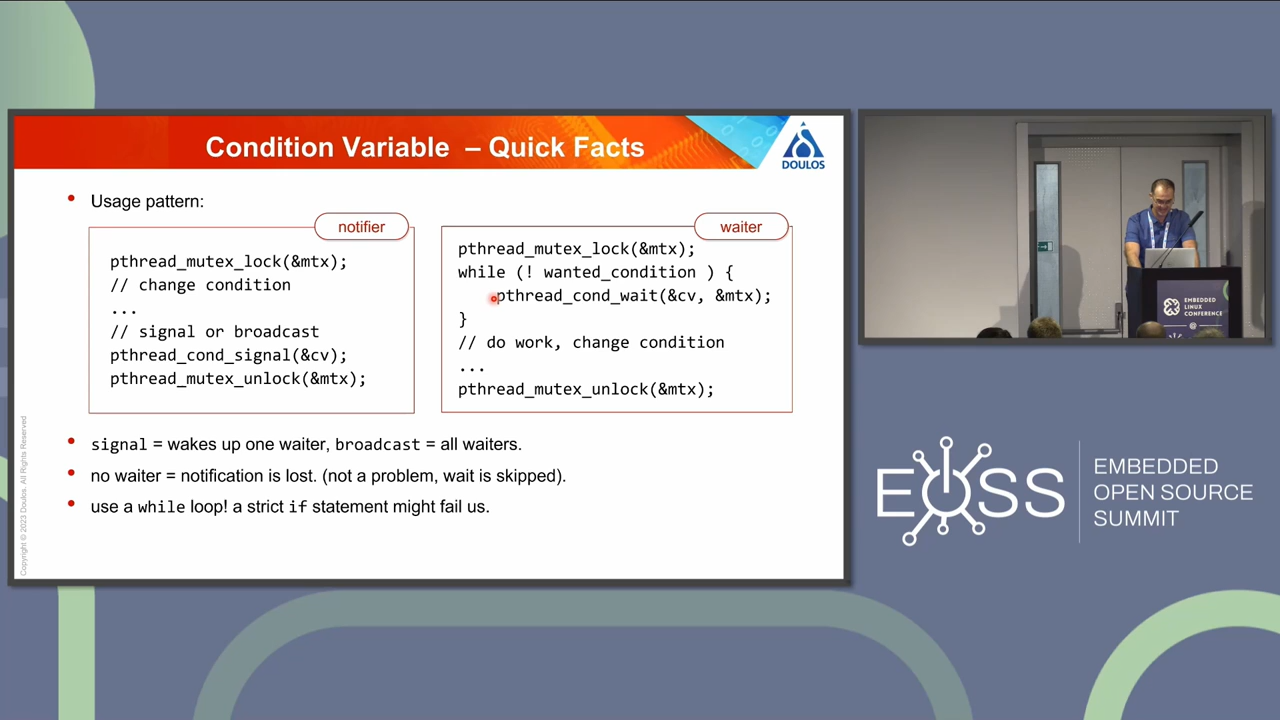 Condition Variable – Quick Facts
DOULOS
• Usage pattern:
notifier
pthread_mutex_lock(&mtx);
// change condition
...
// signal or broadcast
pthread_cond_signal(&cv);
pthread_mutex_unlock(&mtx);
waiter
pthread_mutex_lock(&mtx);
while (! wanted_condition ) {
pthread_cond_wait(&cv, &mtx);
}
// do work, change condition
...
pthread_mutex_unlock(&mtx);
• signal = wakes up one waiter, broadcast = all waiters.
• no waiter = notification is lost. (not a problem, wait is skipped).
• use a while loop! a strict if statement might fail us.
Copyright © 2023 Doulos. All Rights Reserved
EMBEDDED
LINUX
CONFERENCE
@
EOSS
EMBEDDED
OPEN SOURCE
SUMMIT